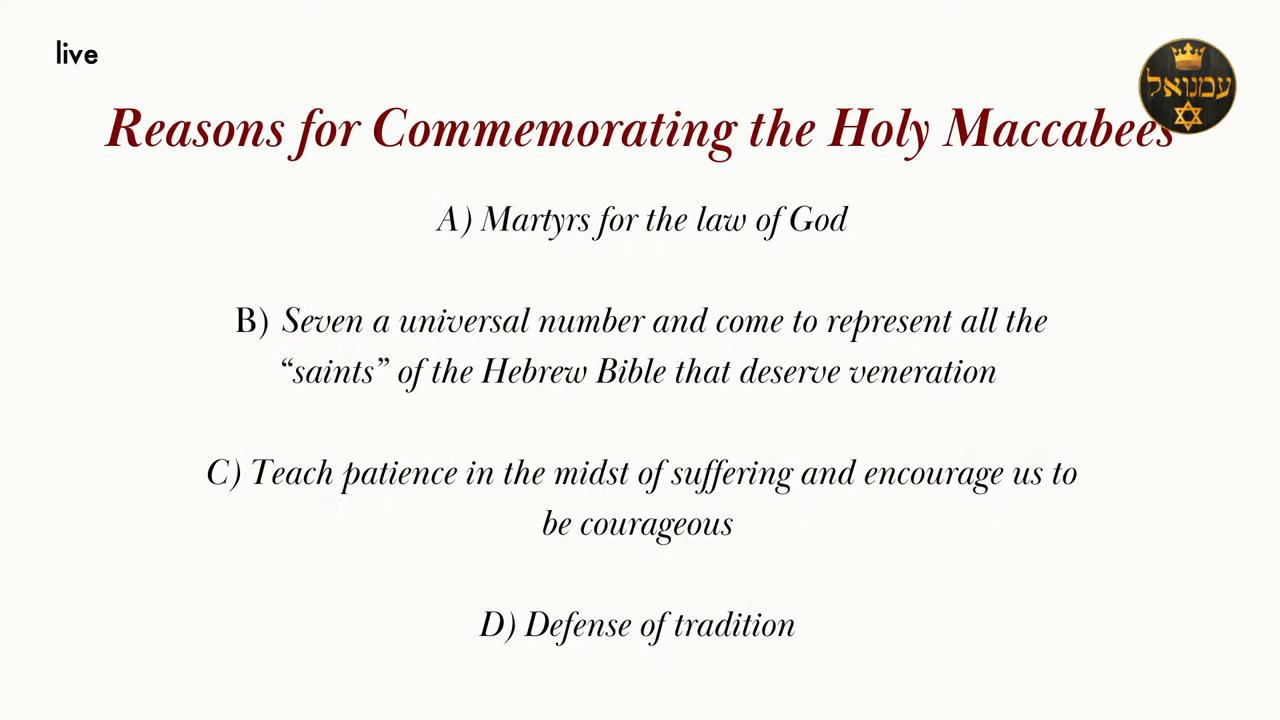 live
עמנואל
Reasons for Commemorating the Holy Maccabees
A) Martyrs for the law of God
B) Seven a universal number and come to represent all the
“saints” of the Hebrew Bible that deserve veneration
C) Teach patience in the midst of suffering and encourage us to
be courageous
D) Defense of tradition